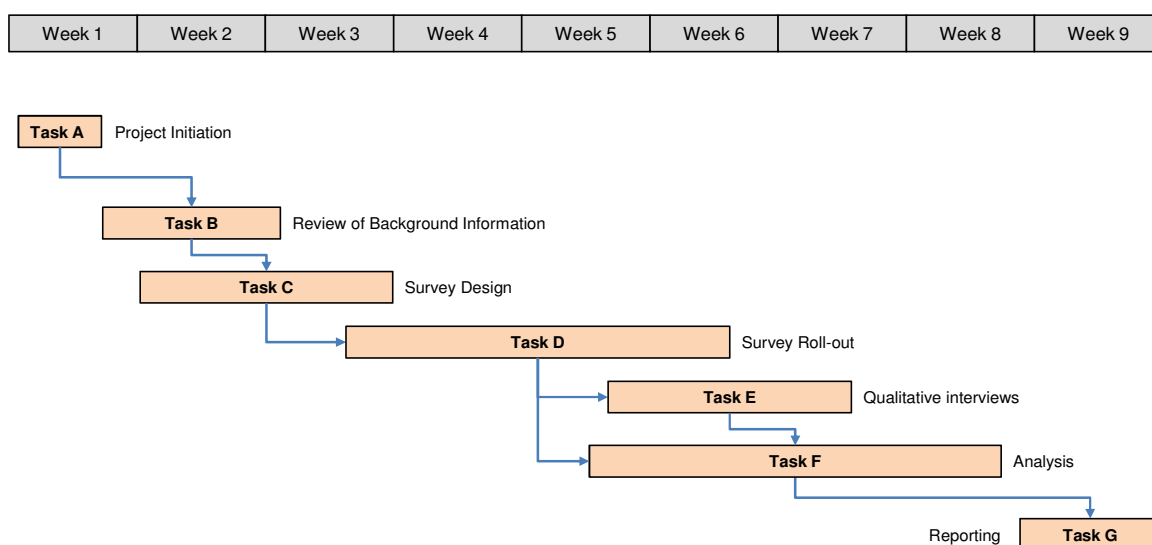 Week 1 Week 2 Week 3 Week 4 Week 5 Week 6 Week 7 Week 8 Week 9
Task A Project Initiation
Task B Review of Background Information
Task C Survey Design
Task D Survey Roll-out
Task E Qualitative interviews
Task F Analysis
Reporting Task G